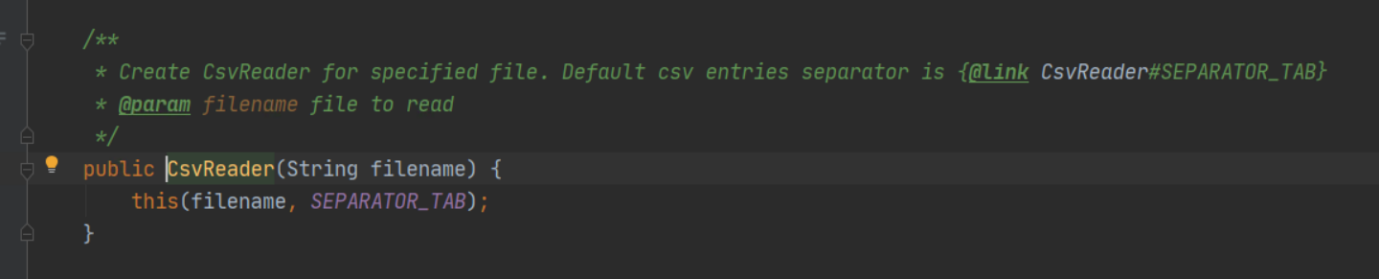 /**
 * Create CsvReader for specified file. Default csv entries separator is {@link CsvReader#SEPARATOR_TAB}
 * @param filename file to read
 */
public CsvReader(String filename) {
    this(filename, SEPARATOR_TAB);
}